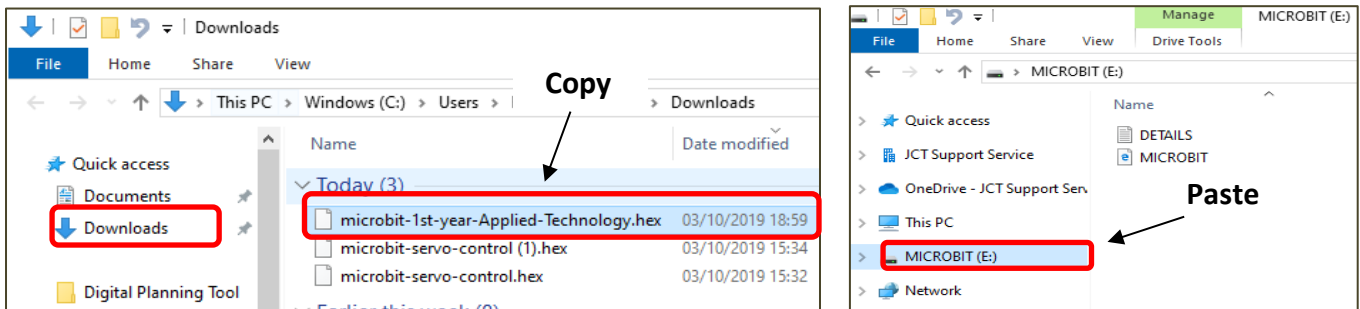 Downloads
File Home Share View
Copy
This PC > Windows (C:) > Users > > Downloads
Name Date modified
Quick access
Today (3)
Documents
microbit-1st-year-Applied-Technology.hex 03/10/2019 18:59
Downloads
microbit-servo-control (1).hex 03/10/2019 15:34
microbit-servo-control.hex 03/10/2019 15:32
Digital Planning Tool
Manage MICROBIT (E:)
File Home Share View Drive Tools
> MICROBIT (E:)
Name
Quick access
DETAILS
JCT Support Service
MICROBIT
OneDrive - JCT Support Serv
Paste
This PC
MICROBIT (E:)
Network